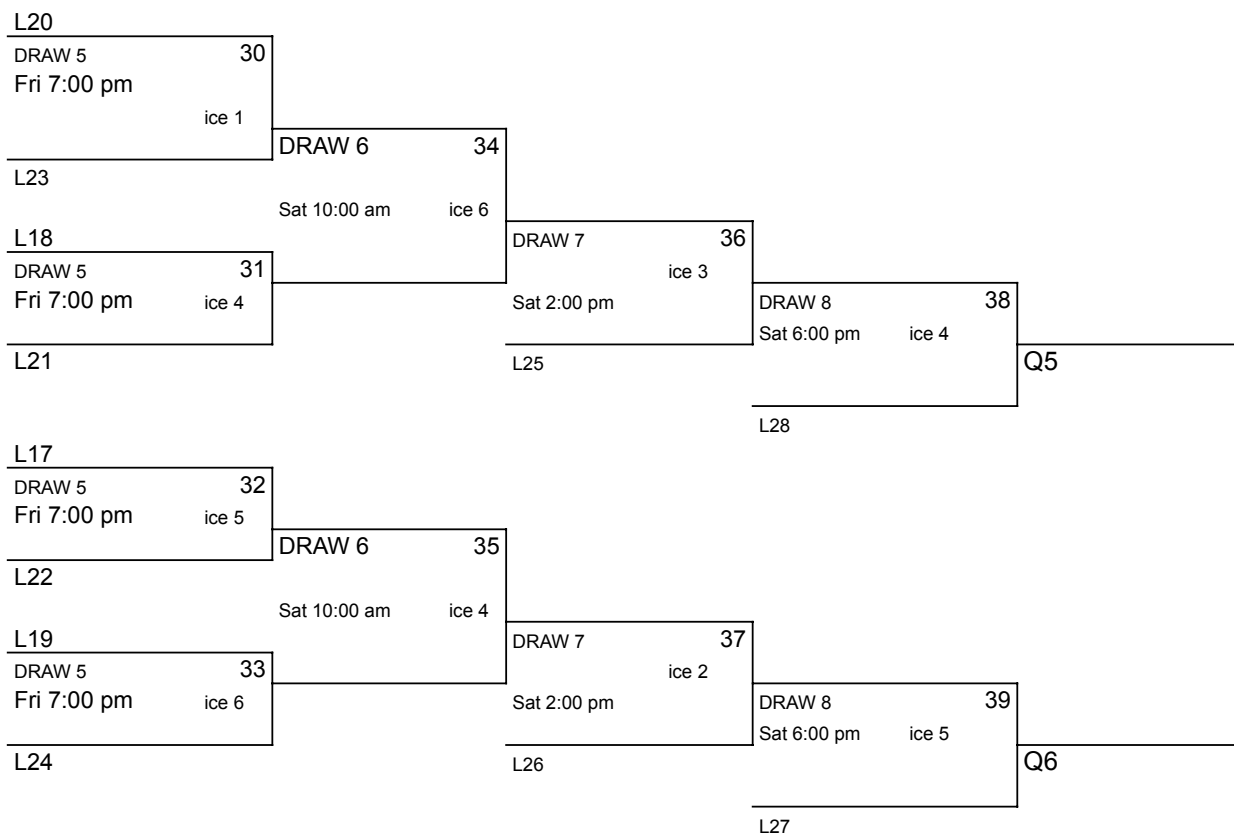 L20
DRAW 5 30
Fri 7:00 pm
ice 1
L23
DRAW 6 34
Sat 10:00 am ice 6
L18
DRAW 5 31
Fri 7:00 pm ice 4
L21
DRAW 7 36
ice 3
Sat 2:00 pm
L25
DRAW 8 38
Sat 6:00 pm ice 4
Q5
L28
L17
DRAW 5 32
Fri 7:00 pm ice 5
L22
DRAW 6 35
Sat 10:00 am ice 4
L19
DRAW 5 33
Fri 7:00 pm ice 6
L24
DRAW 7 37
ice 2
Sat 2:00 pm
L26
DRAW 8 39
Sat 6:00 pm ice 5
Q6
L27